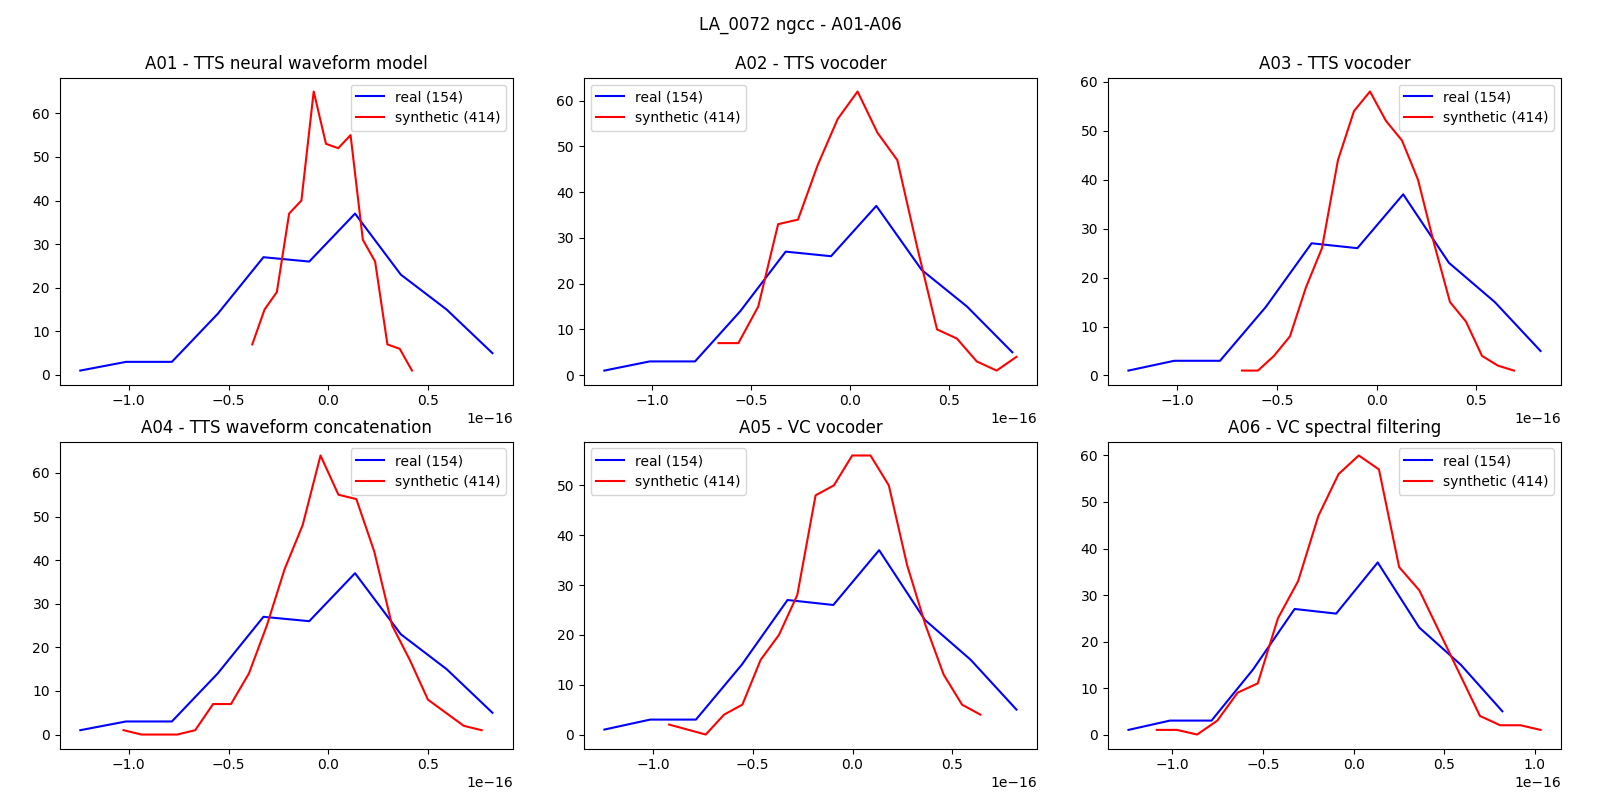 LA_0072 ngcc - A01-A06
A01 - TTS neural waveform model
real (154)
synthetic (414)
60
50
40
30
20
10
0
−1.0 −0.5 0.0 0.5
1e−16
A02 - TTS vocoder
real (154)
synthetic (414)
60
50
40
30
20
10
0
−1.0 −0.5 0.0 0.5
1e−16
A03 - TTS vocoder
real (154)
synthetic (414)
60
50
40
30
20
10
0
−1.0 −0.5 0.0 0.5
1e−16
A04 - TTS waveform concatenation
real (154)
synthetic (414)
60
50
40
30
20
10
0
−1.0 −0.5 0.0 0.5
1e−16
A05 - VC vocoder
real (154)
synthetic (414)
50
40
30
20
10
0
−1.0 −0.5 0.0 0.5
1e−16
A06 - VC spectral filtering
real (154)
synthetic (414)
60
50
40
30
20
10
0
−1.0 −0.5 0.0 0.5 1.0
1e−16